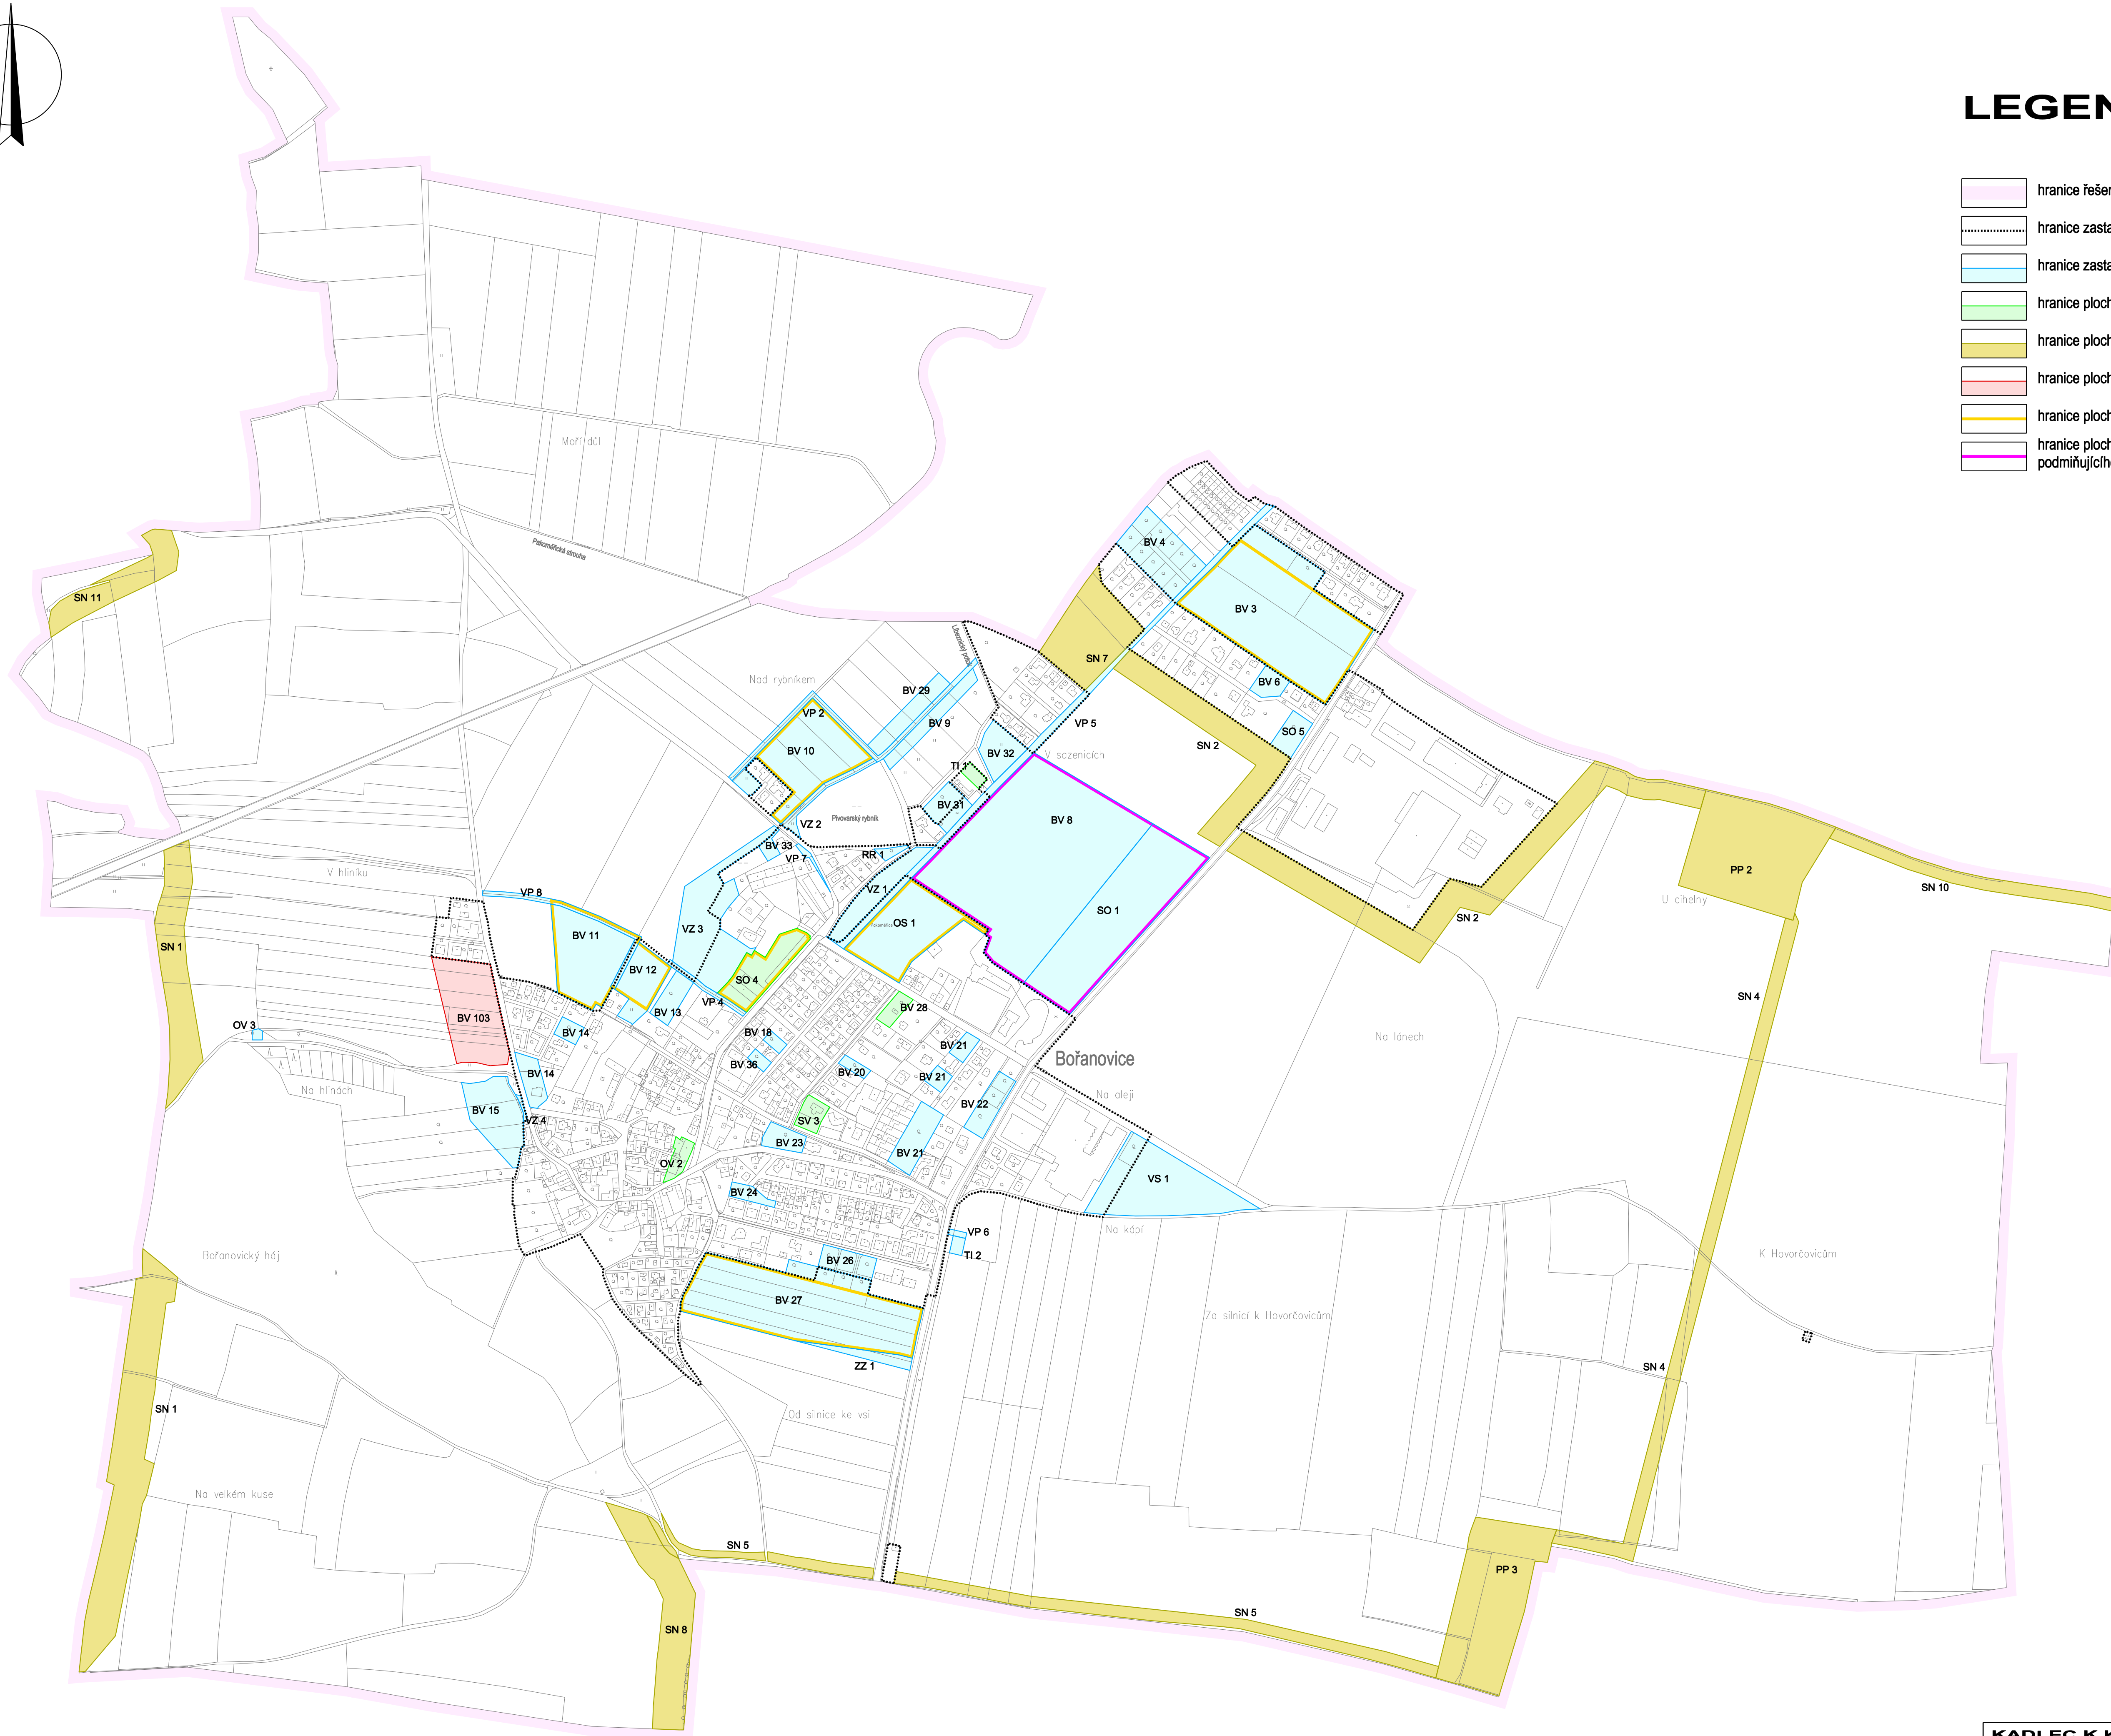 LEGEN
hranice řešen
hranice zasta
hranice zasta
hranice ploch
hranice ploch
hranice ploch
hranice ploch
hranice ploch
podmiňujícího
Moří důl
Pakoměřická strouha
BV 4
SN 11
BV 3
Líbeznický potok
SN 7
Nad rybníkem
BV 29
BV 6
VP 2
BV 9
VP 5
SO 5
BV 10
BV 32
V sazenicích
SN 2
TI 1
BV 31
Pivovarský rybník
VZ 2
BV 8
BV 33
VP 7
RR 1
V hliníku
VP 8
VZ 1
PP 2
U cihelny
SN 10
SO 1
SN 2
OS 1
Pakoměřice
BV 11
VZ 3
SN 1
BV 12
SO 4
SN 4
VP 4
BV 28
BV 13
BV 103
OV 3
BV 14
BV 18
Na lánech
BV 21
Bořanovice
BV 36
BV 20
BV 14
BV 21
Na hlinách
Na aleji
BV 22
BV 15
VZ 4
SV 3
BV 23
BV 21
OV 2
VS 1
BV 24
Na kápí
VP 6
Bořanovický háj
TI 2
K Hovorčovicům
BV 26
BV 27
Za silnicí k Hovorčovicům
ZZ 1
SN 4
SN 1
Od silnice ke vsi
Na velkém kuse
SN 5
PP 3
SN 5
SN 8
KADLEC K.K